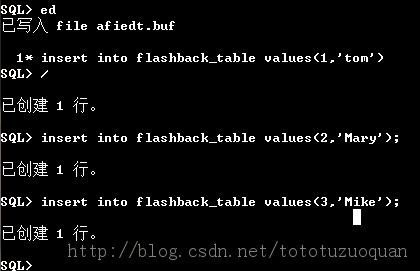 SQL> ed
已写入 file afiedt.buf
1* insert into flashback_table values(1,'tom')
SQL> /
已创建 1 行。
SQL> insert into flashback_table values(2,'Mary');
已创建 1 行。
SQL> insert into flashback_table values(3,'Mike');
已创建 1 行。
http://blog.csdn.net/tototuzuoquan
SQL>